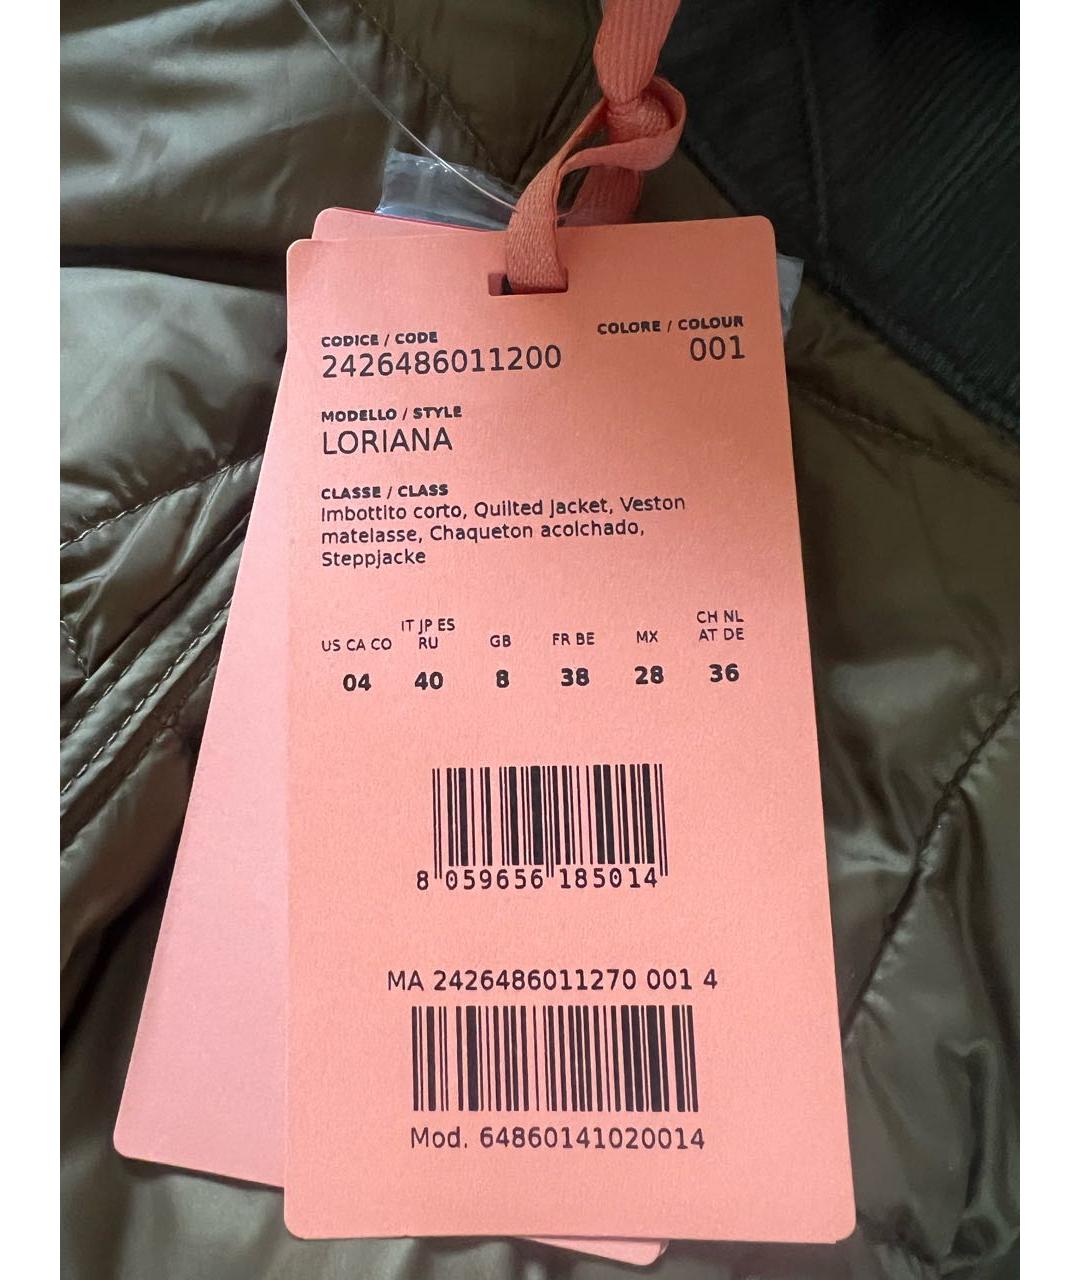 CODICE / CODE
2426486011200
COLORE / COLOUR
001
MODELLO / STYLE
LORIANA
CLASSE / CLASS
Imbottito corto, Quilted Jacket, Veston
matelasse, Chaqueton acolchado,
Steppjacke
US CA CO IT JP ES RU GB FR BE MX CH NL AT DE
04 40 8 38 28 36
8 059656 185014
MA 2426486011270 001 4
Mod. 64860141020014